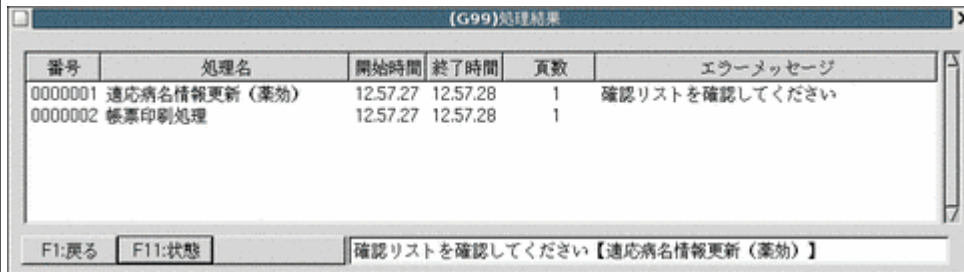 (G99)処理結果
番号 処理名 開始時間 終了時間 頁数 エラーメッセージ
0000001 適応病名情報更新（薬効） 12.57.27 12.57.28 1 確認リストを確認してください
0000002 帳票印刷処理 12.57.27 12.57.28 1
F1:戻る F11:状態 確認リストを確認してください【適応病名情報更新（薬効）】